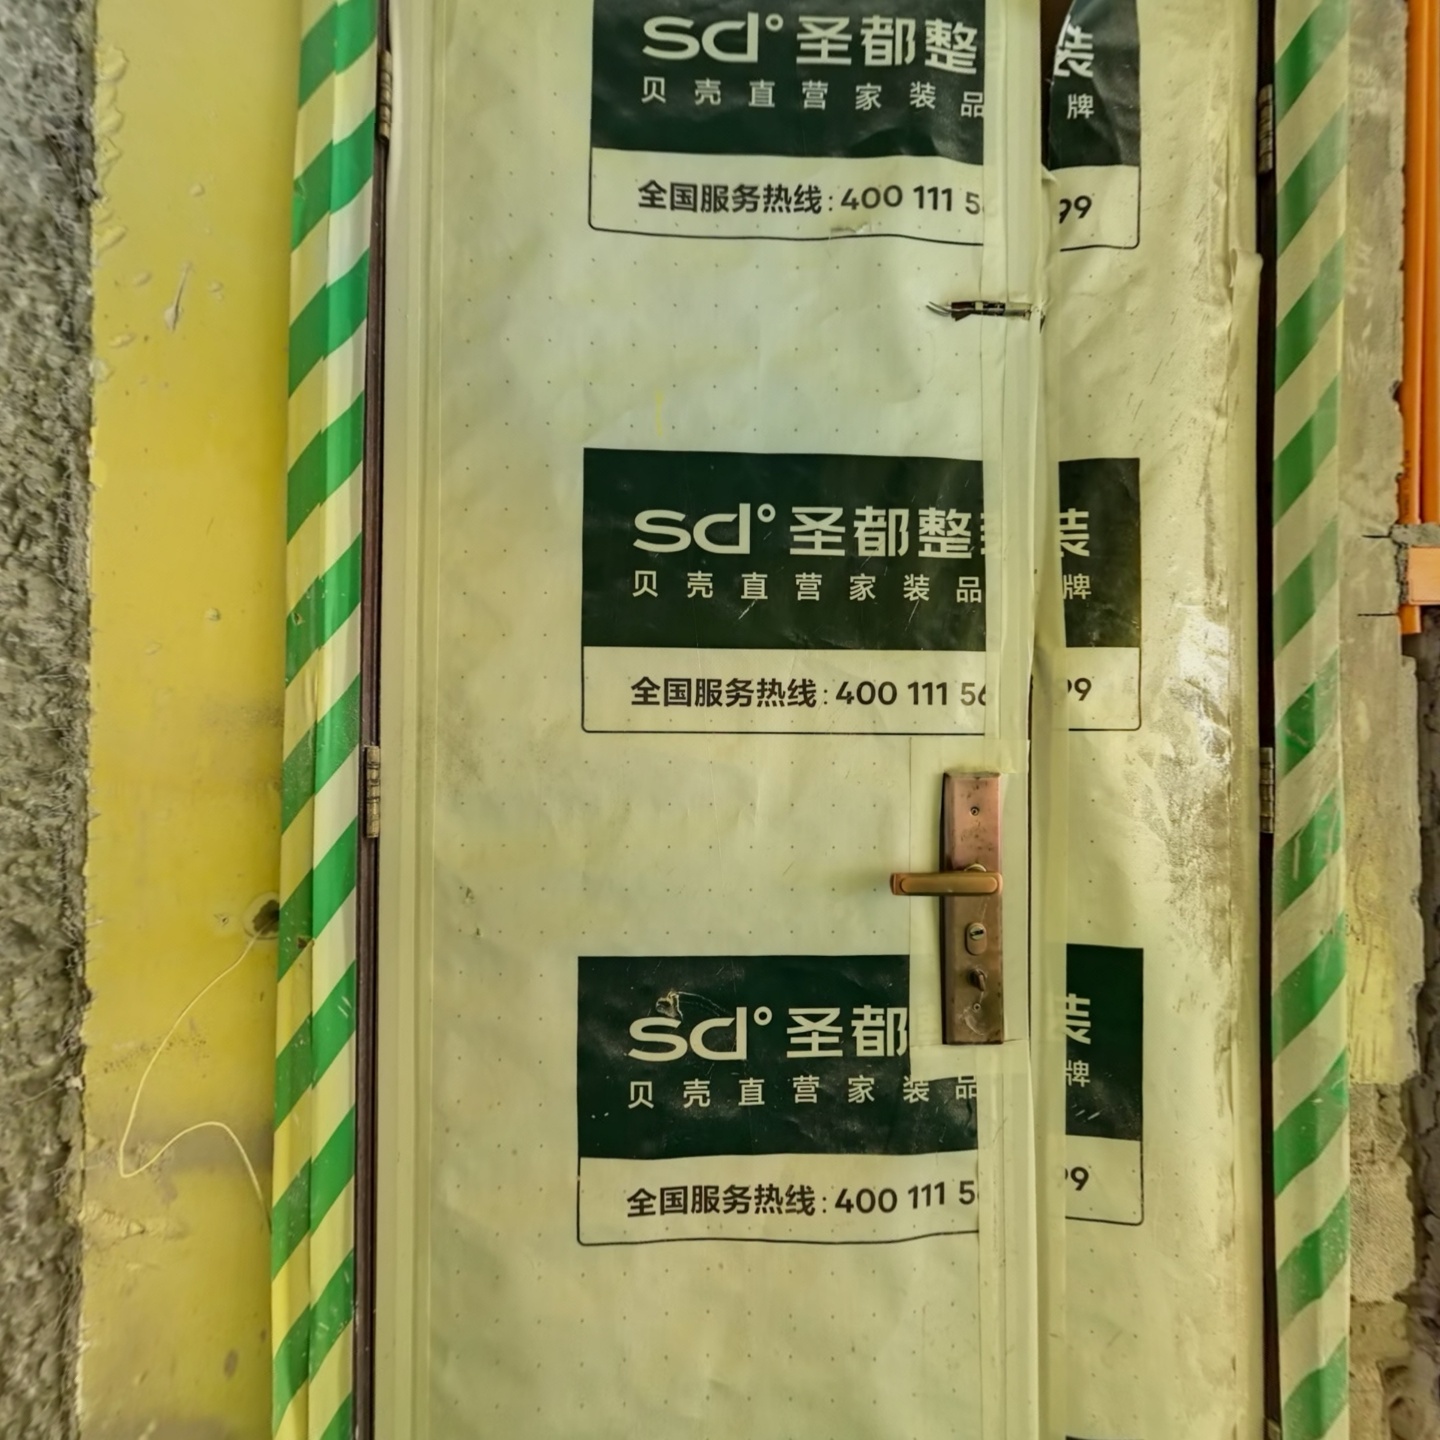 sd° 圣都整 装
贝壳直营家装品 牌
全国服务热线:400 111 5 99
sd° 圣都整 装
贝壳直营家装品 牌
全国服务热线:400 111 56 99
sd° 圣都 装
贝壳直营家装品 牌
全国服务热线:400 111 5 99